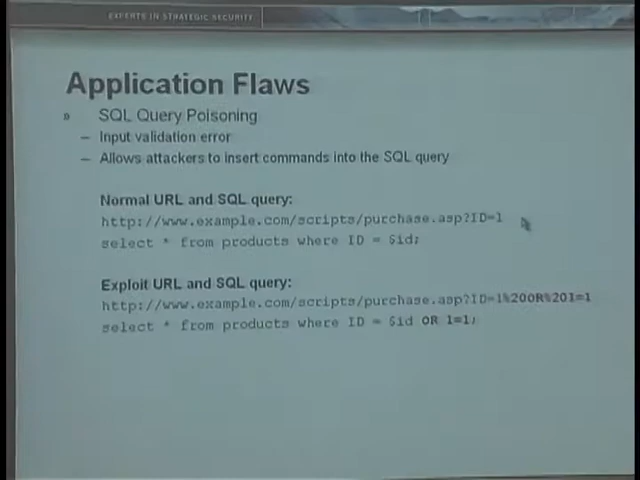 EXPERTS IN STRATEGIC SECURITY
Application Flaws
» SQL Query Poisoning
– Input validation error
– Allows attackers to insert commands into the SQL query
Normal URL and SQL query:
http://www.example.com/scripts/purchase.asp?ID=1
select * from products where ID = $id;
Exploit URL and SQL query:
http://www.example.com/scripts/purchase.asp?ID=1%20OR%201=1
select * from products where ID = $id OR 1=1;